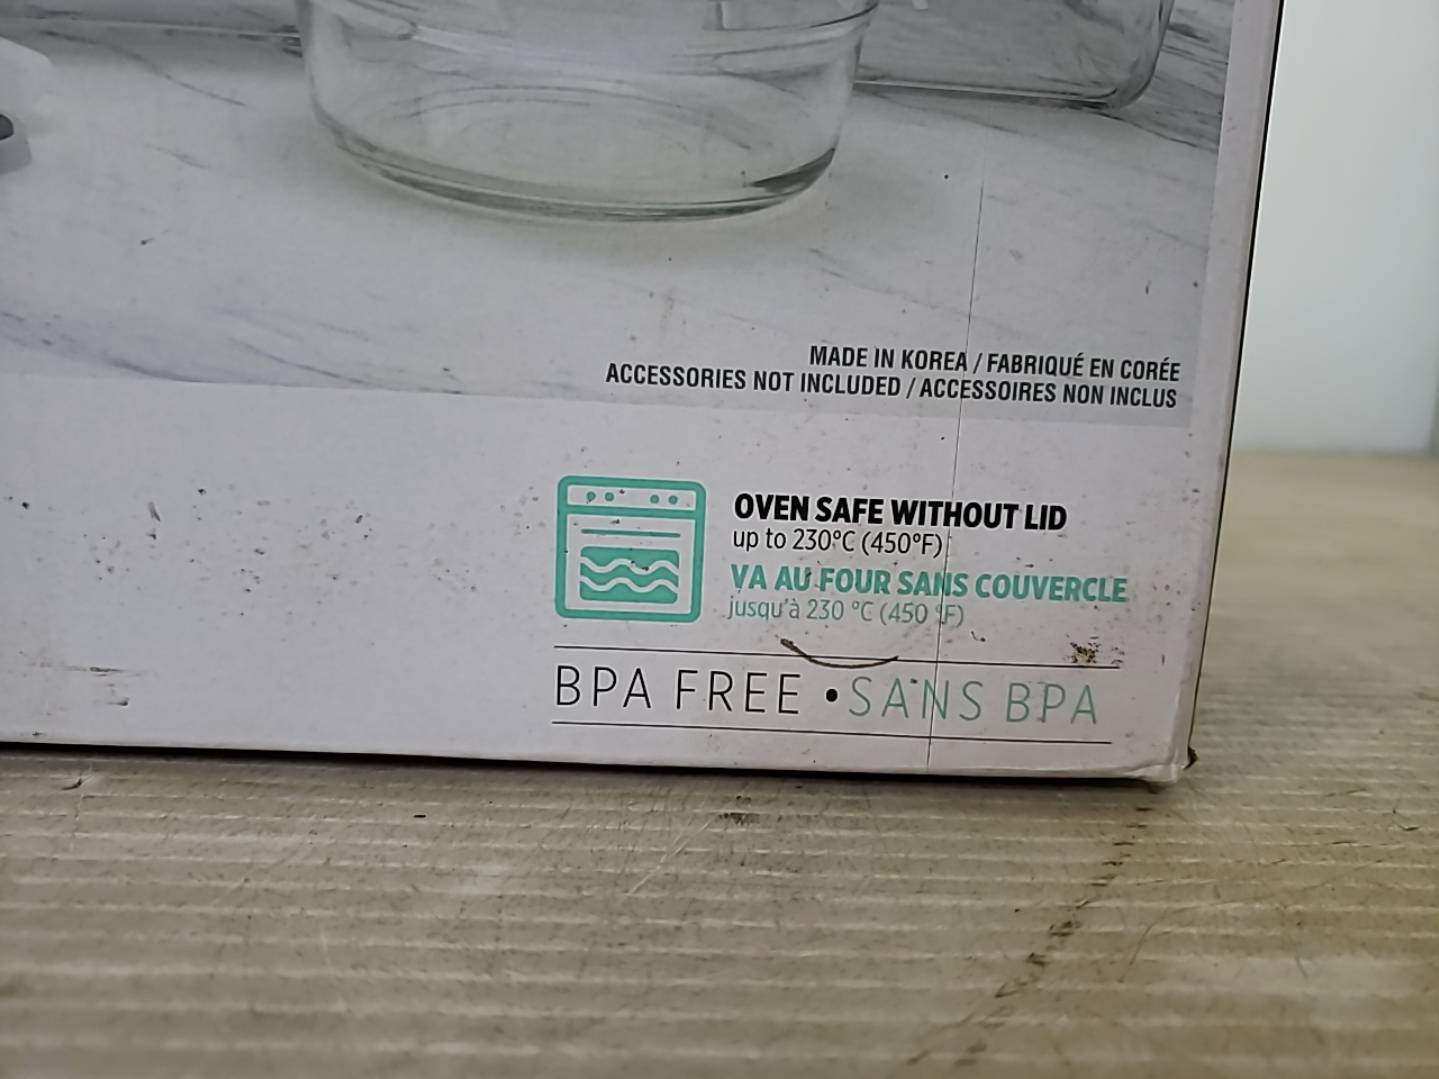 MADE IN KOREA / FABRIQUÉ EN CORÉE
ACCESSORIES NOT INCLUDED / ACCESSOIRES NON INCLUS
OVEN SAFE WITHOUT LID
up to 230°C (450°F)
VA AU FOUR SANS COUVERCLE
jusqu'à 230 °C (450 °F)
BPA FREE • SANS BPA